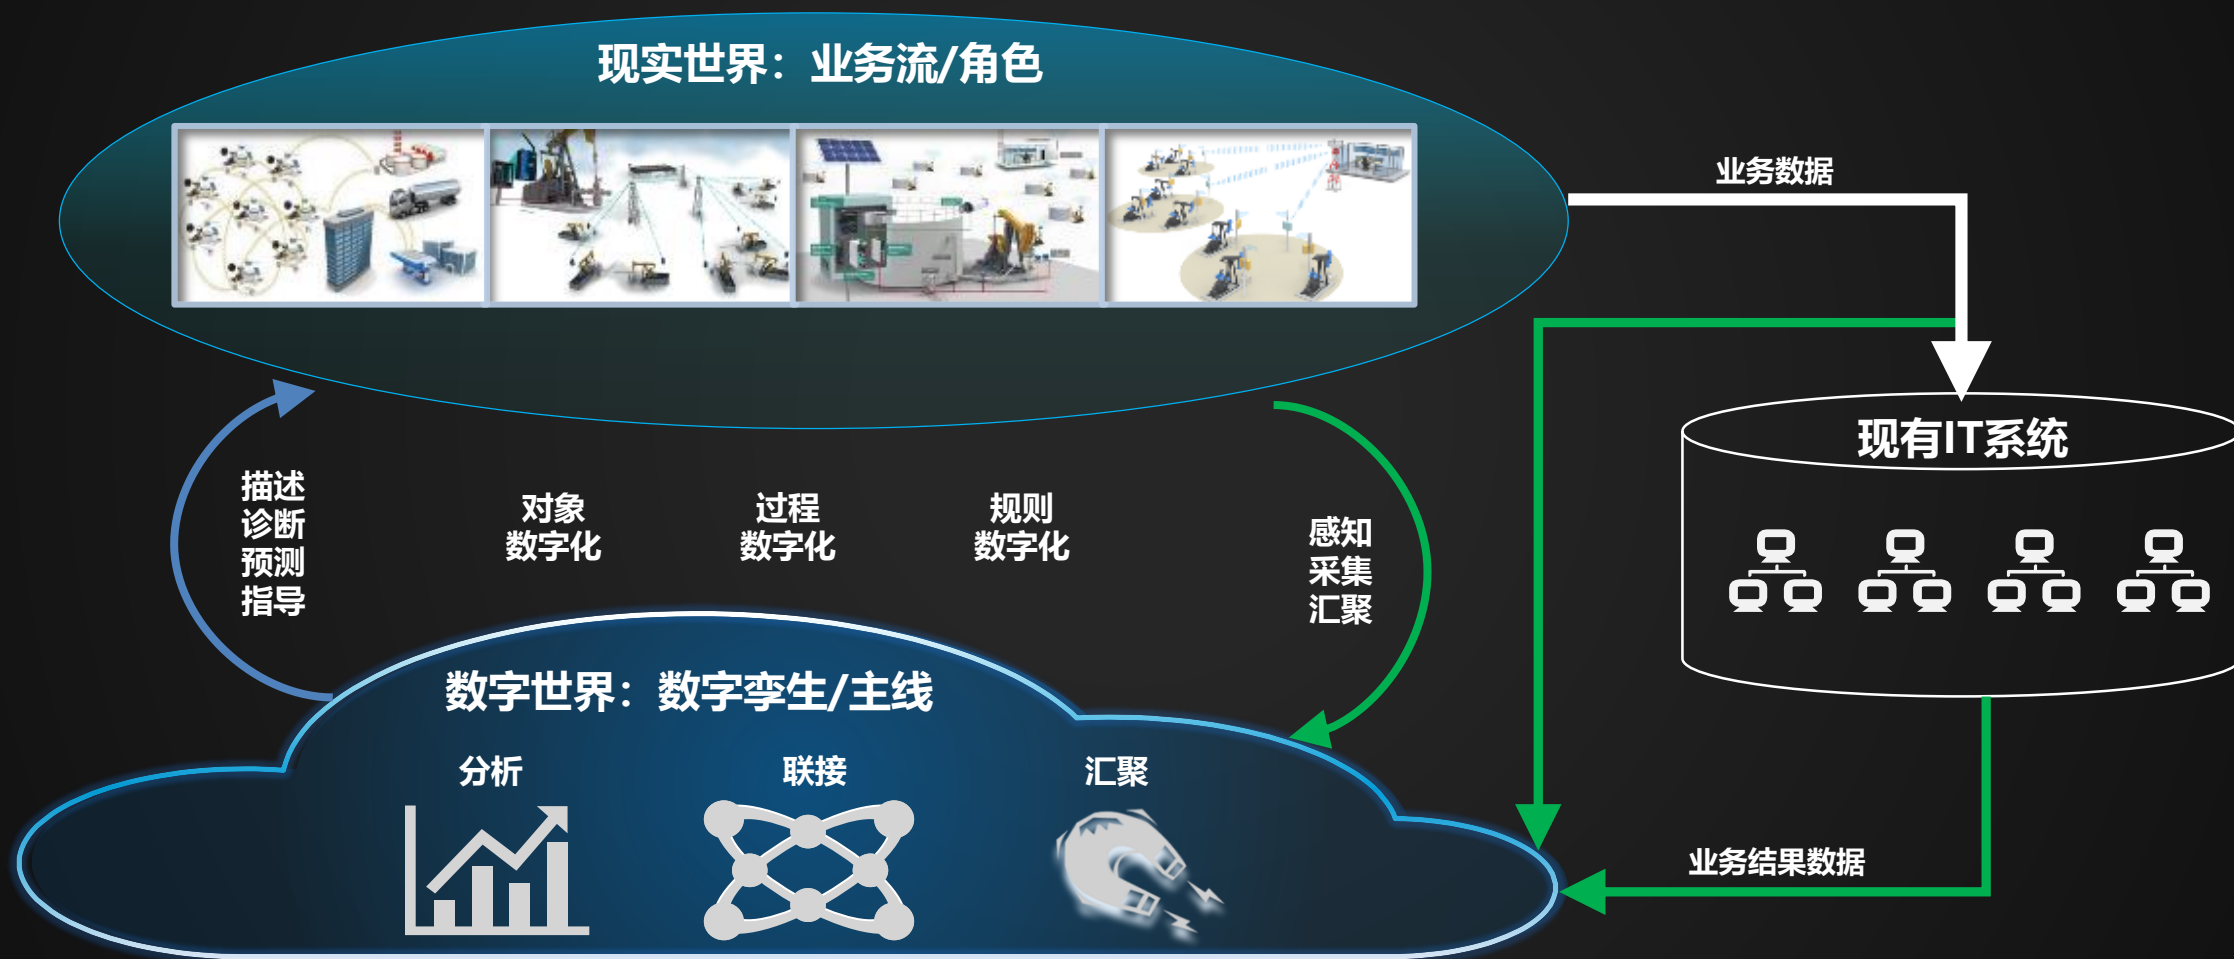 现实世界：业务流/角色
业务数据
现有IT系统
描述
诊断
预测
指导
对象
数字化
过程
数字化
规则
数字化
感知
采集
汇聚
数字世界：数字孪生/主线
分析
联接
汇聚
业务结果数据